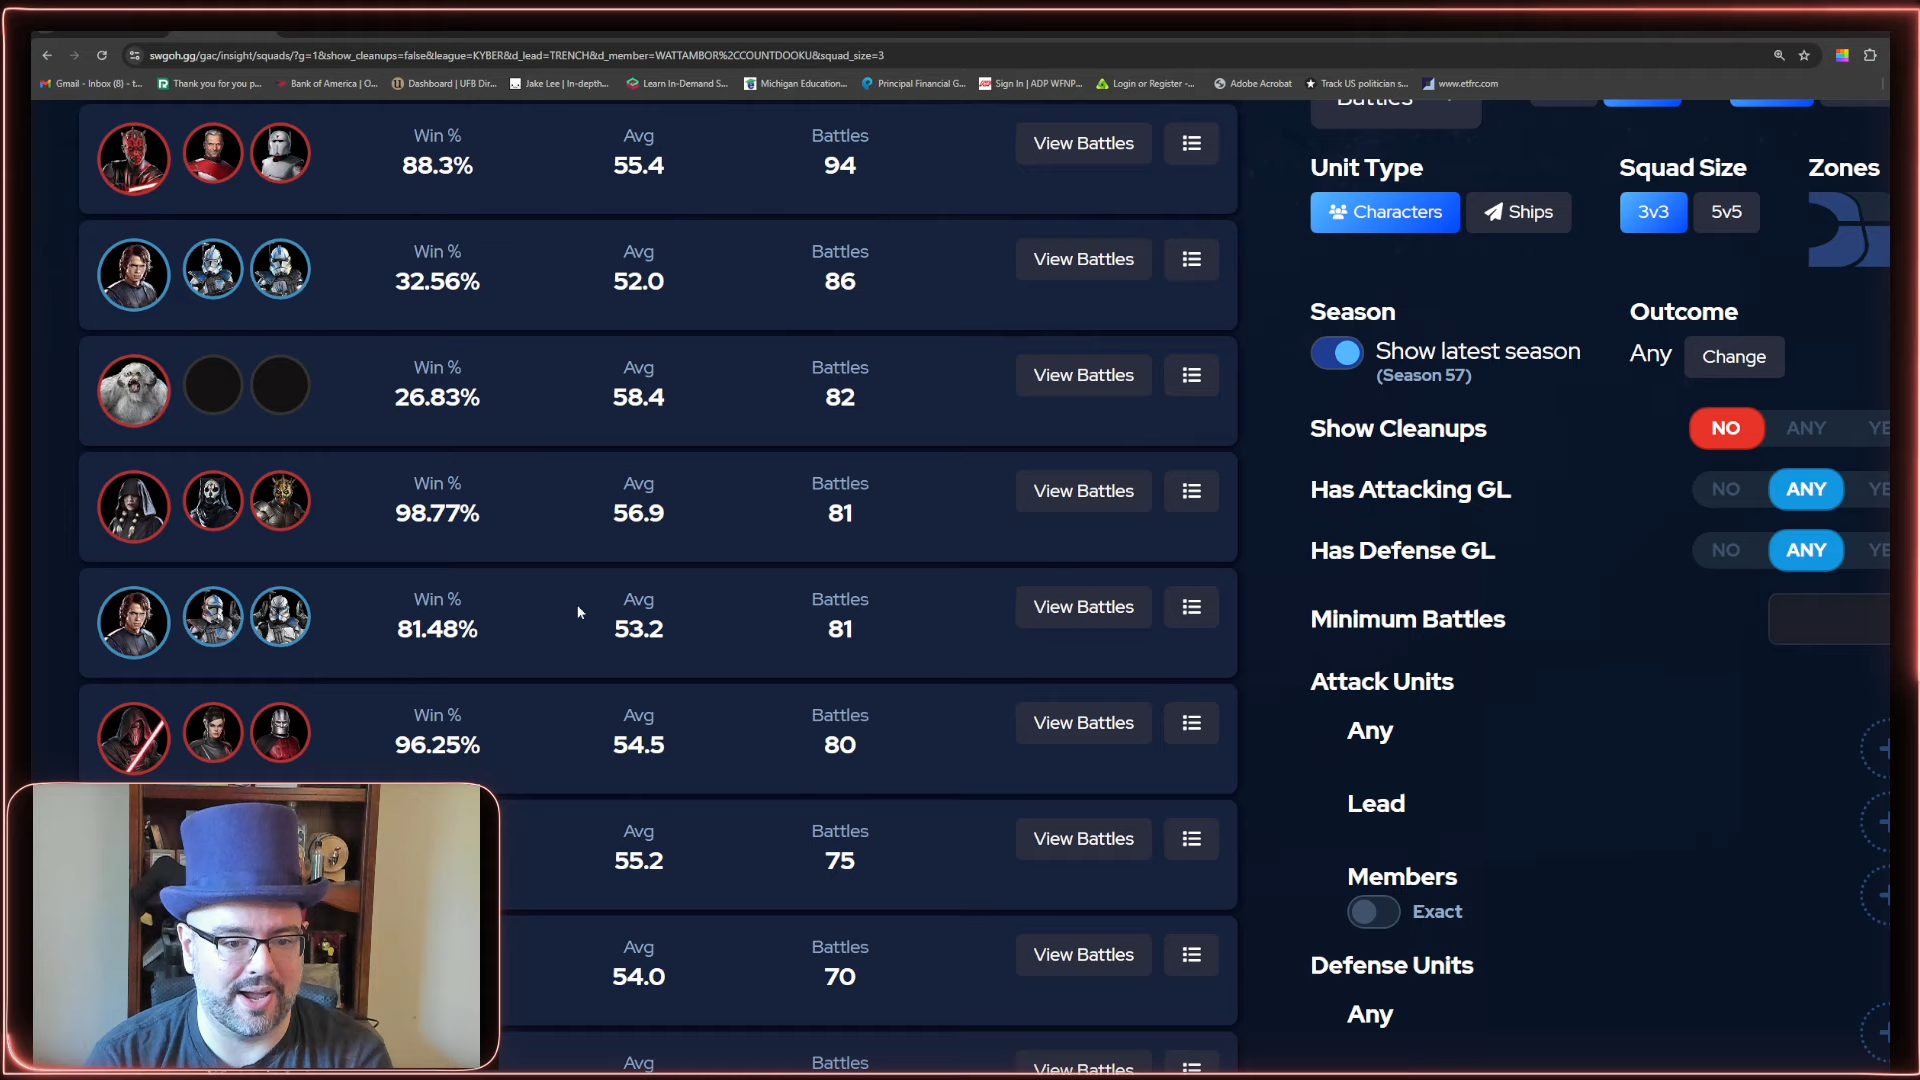 swgoh.gg/gac/insight/squads/?g=1&show_cleanups=false&league=KYBER&d_lead=TRENCH&d_member=WATTAMBOR%2CCOUNTDOOKU&squad_size=3
Gmail - Inbox (8) - t...
Thank you for you p...
Bank of America | O...
Dashboard | UFB Dir...
Jake Lee | In-depth...
Learn In-Demand S...
Michigan Education...
Principal Financial G...
Sign In | ADP WFNP...
Login or Register -...
Adobe Acrobat
Track US politician s...
www.etfrc.com
Win % Avg Battles
88.3% 55.4 94
View Battles
Win % Avg Battles
32.56% 52.0 86
View Battles
Win % Avg Battles
26.83% 58.4 82
View Battles
Win % Avg Battles
98.77% 56.9 81
View Battles
Win % Avg Battles
81.48% 53.2 81
View Battles
Win % Avg Battles
96.25% 54.5 80
View Battles
Avg Battles
55.2 75
View Battles
Avg Battles
54.0 70
View Battles
Avg Battles
View Battles
Battles
Unit Type Squad Size Zones
Characters Ships 3v3 5v5
Season Outcome
Show latest season Any Change
(Season 57)
Show Cleanups NO ANY YE
Has Attacking GL NO ANY YE
Has Defense GL NO ANY YE
Minimum Battles
Attack Units
Any
Lead
Members
Exact
Defense Units
Any